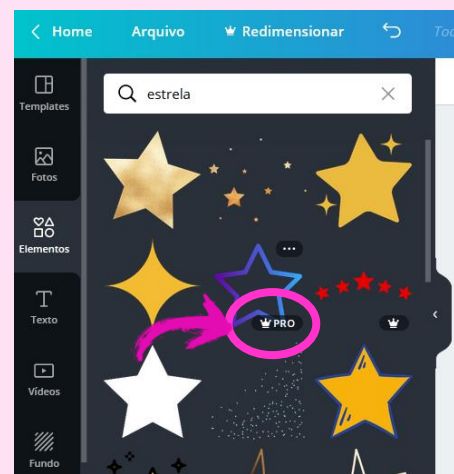 Home Arquivo Redimensionar Tod
estrela
Templates
Fotos
Elementos
Texto
Vídeos
Fundo
PRO